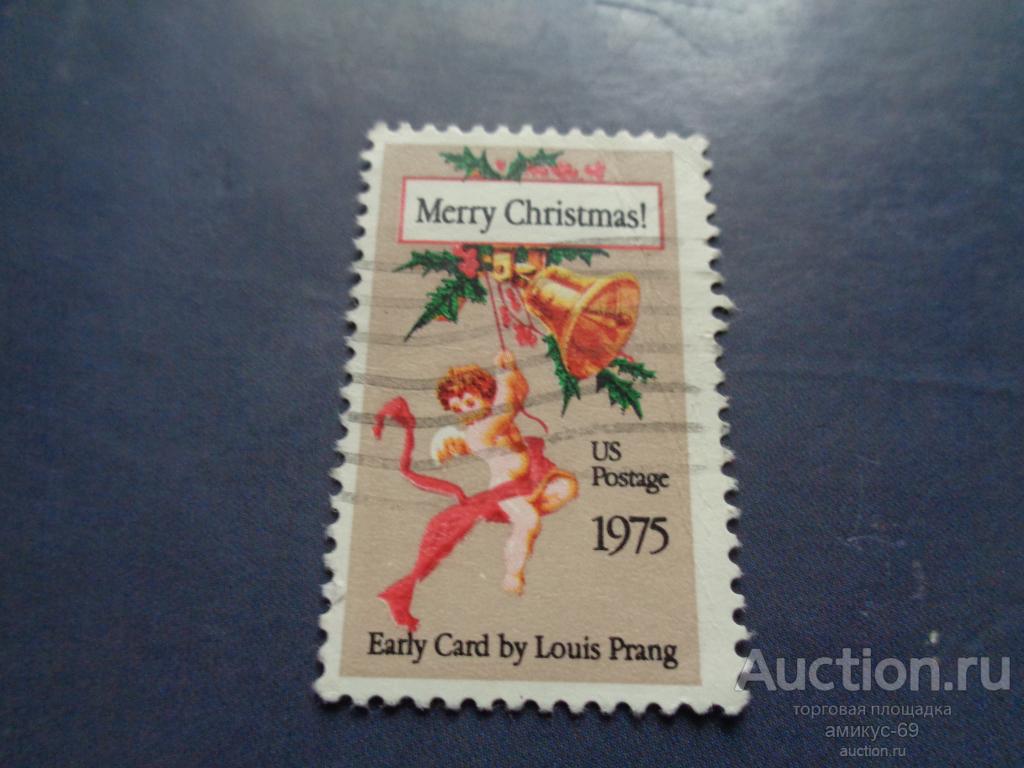 Merry Christmas!
US
Postage
1975
Early Card by Louis Prang
Auction.ru
торговая площадка
амикус-69
auction.ru